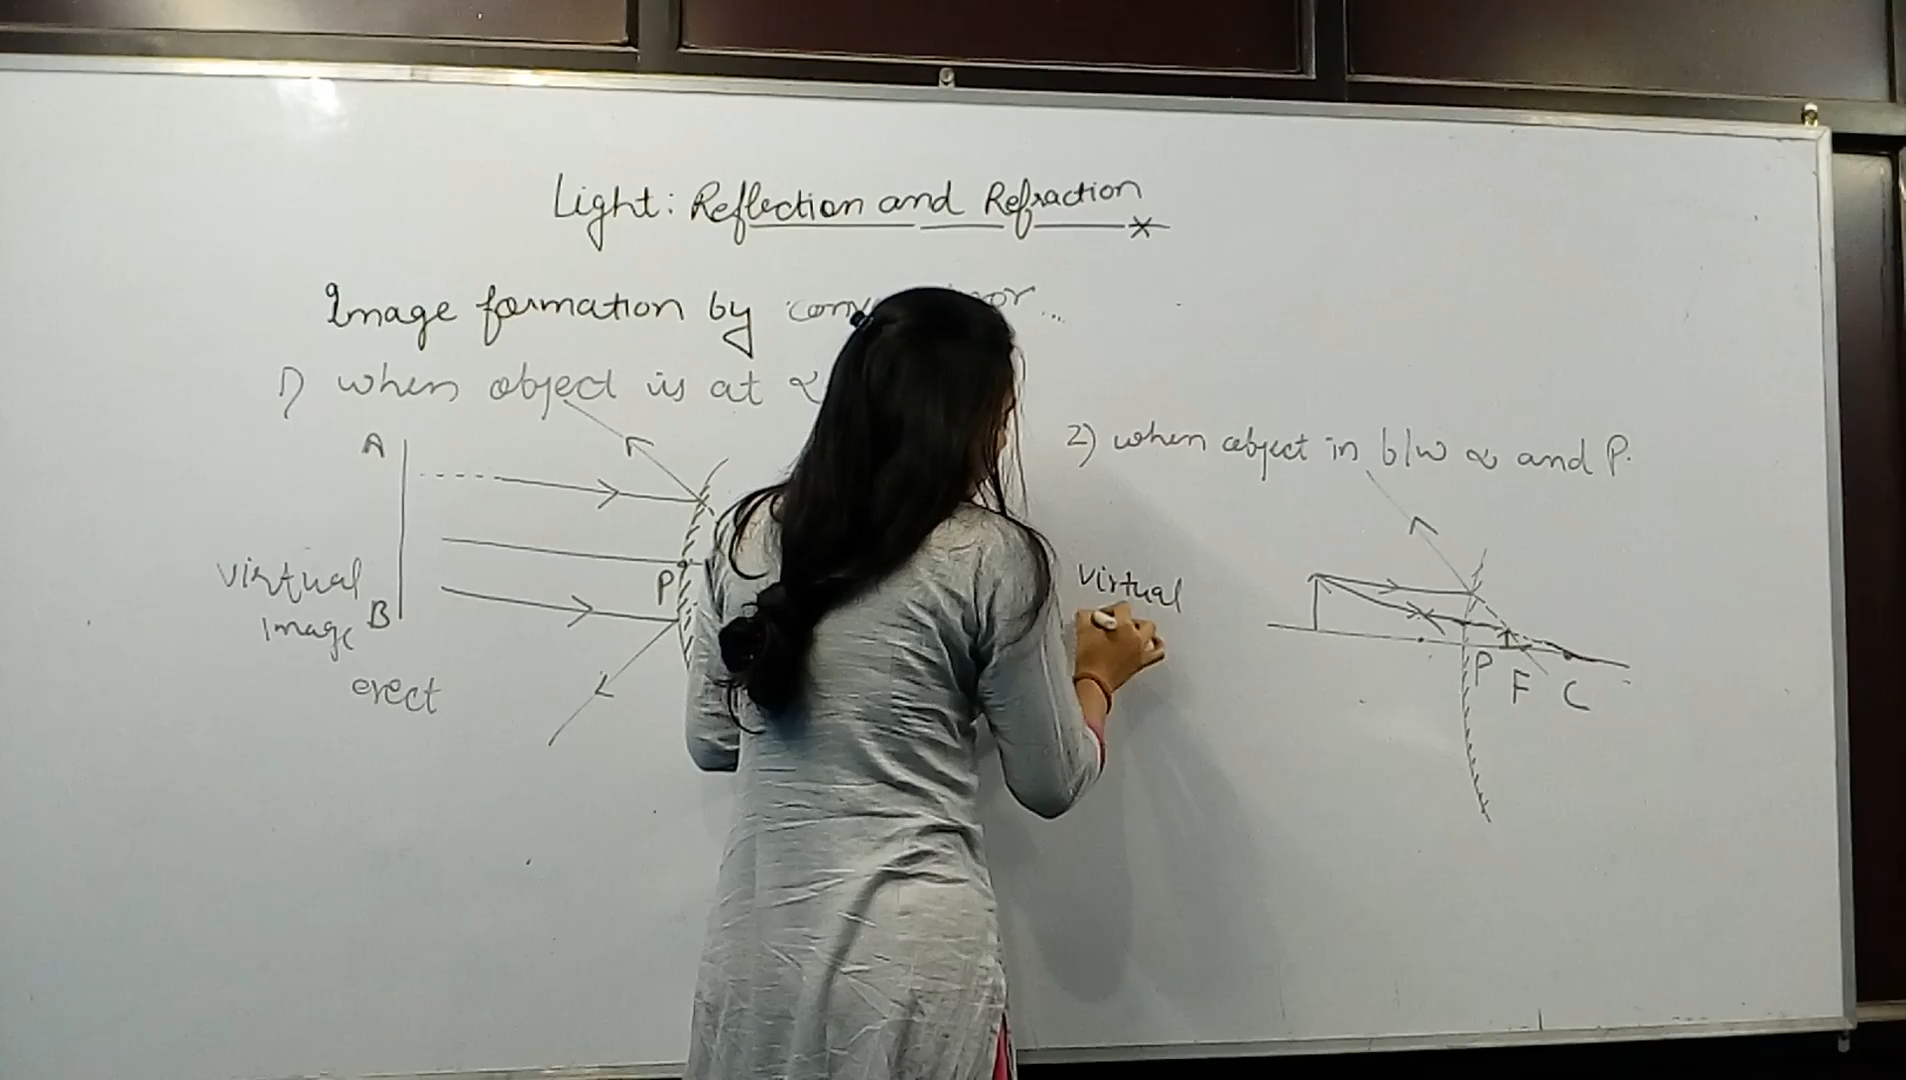 Light: Reflection and Refraction
Image formation by
1) when object is at
A
B
P
virtual
Image
erect
2) when object in b/w ∝ and P.
virtual
P F C